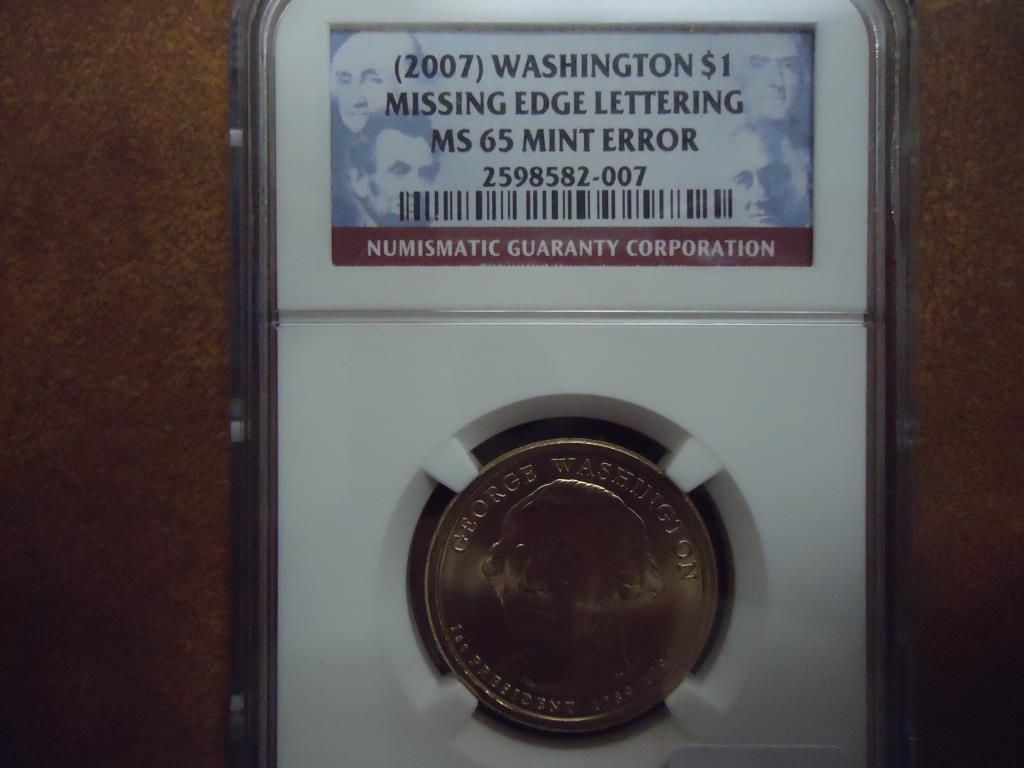 (2007) WASHINGTON $1
MISSING EDGE LETTERING
MS 65 MINT ERROR
2598582-007
NUMISMATIC GUARANTY CORPORATION
GEORGE WASHINGTON
1st PRESIDENT 1789